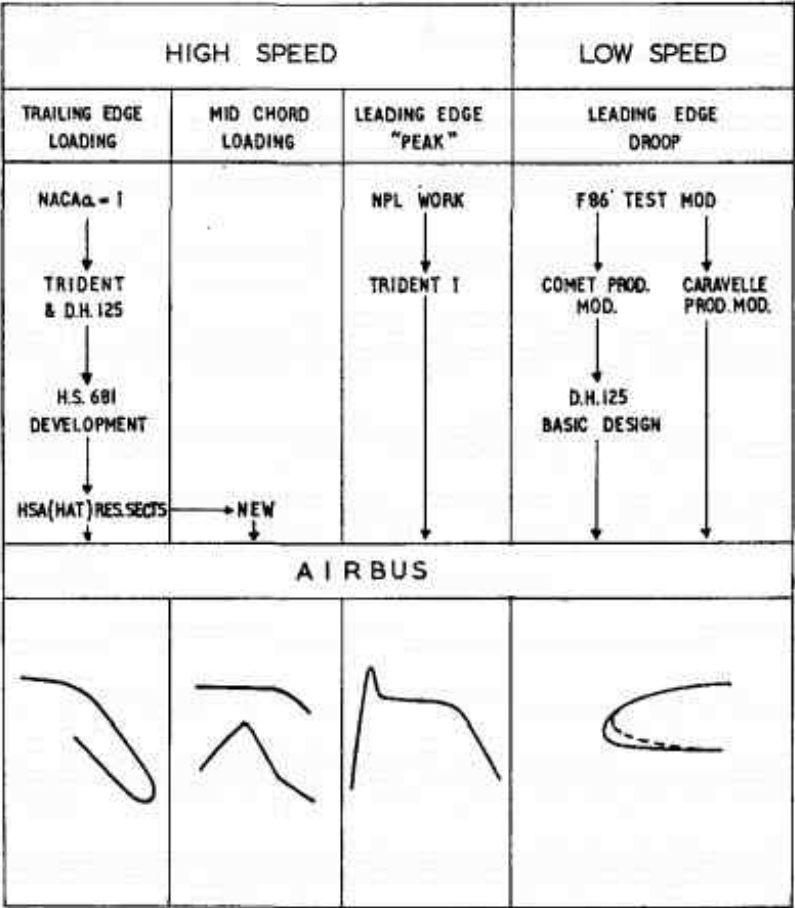 HIGH SPEED
LOW SPEED
TRAILING EDGE
LOADING
MID CHORD
LOADING
LEADING EDGE
"PEAK"
LEADING EDGE
DROOP
NACAa = 1
TRIDENT
& D.H.125
H.S. 681
DEVELOPMENT
HSA(HAT)RES.SECTS
NEW
NPL WORK
TRIDENT I
F86 TEST MOD
COMET PROD.
MOD.
D.H.125
BASIC DESIGN
CARAVELLE
PROD.MOD.
AIRBUS